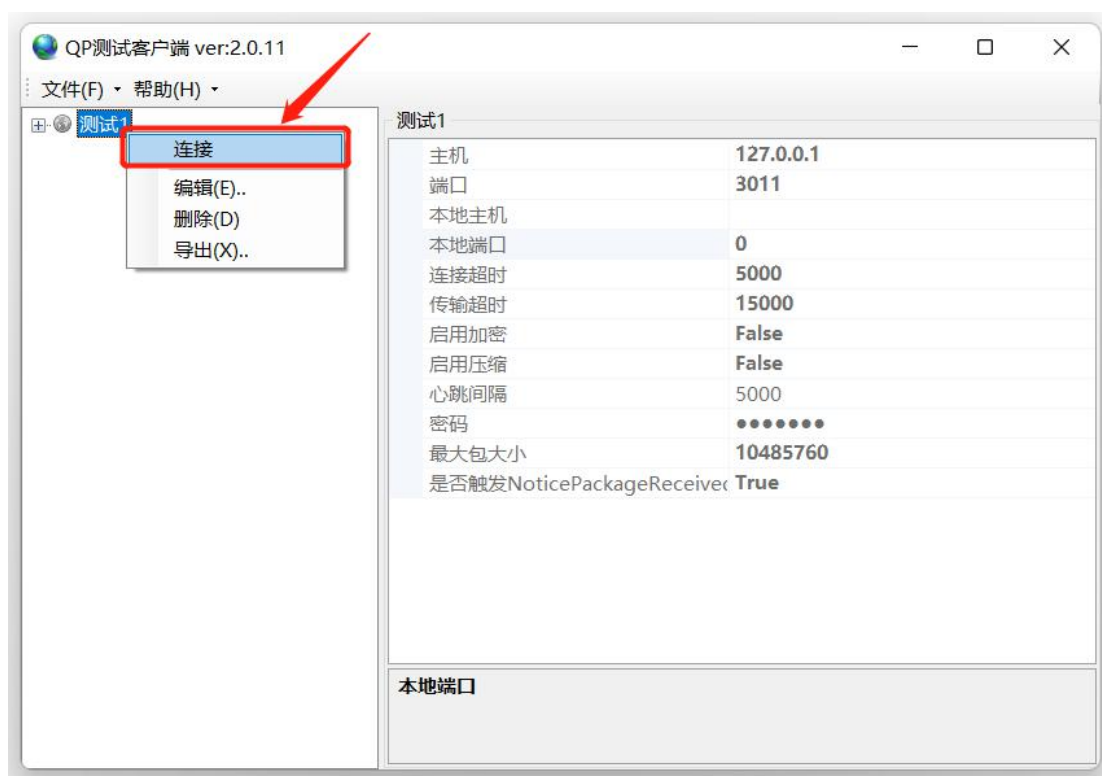 QP测试客户端 ver:2.0.11
文件(F) 帮助(H)
测试1
连接
编辑(E)..
删除(D)
导出(X)..
测试1
主机 127.0.0.1
端口 3011
本地主机
本地端口 0
连接超时 5000
传输超时 15000
启用加密 False
启用压缩 False
心跳间隔 5000
密码 ●●●●●●●
最大包大小 10485760
是否触发NoticePackageReceived True
本地端口